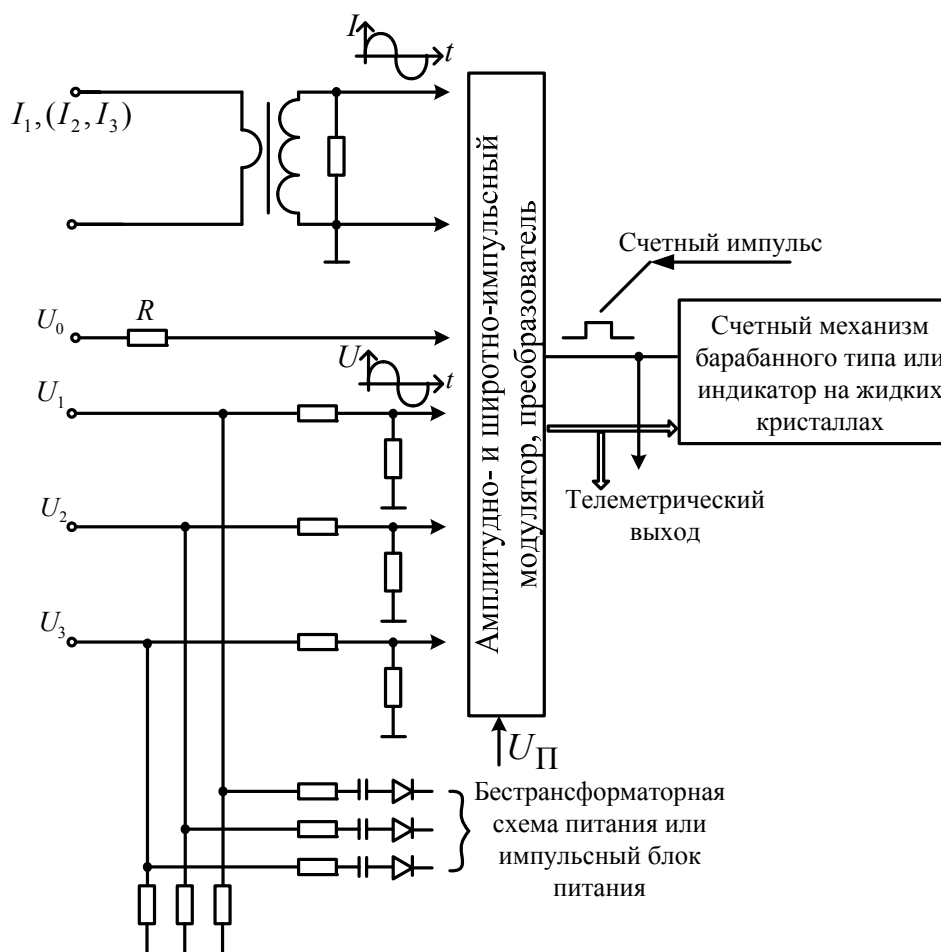 I
t
I₁,(I₂,I₃)
Счетный импульс
U₀
R
U
t
U₁
U₂
U₃
Амплитудно- и широтно-импульсный
модулятор, преобразователь
Счетный механизм
барабанного типа или
индикатор на жидких
кристаллах
Телеметрический
выход
U_П
Бестрансформаторная
схема питания или
импульсный блок
питания